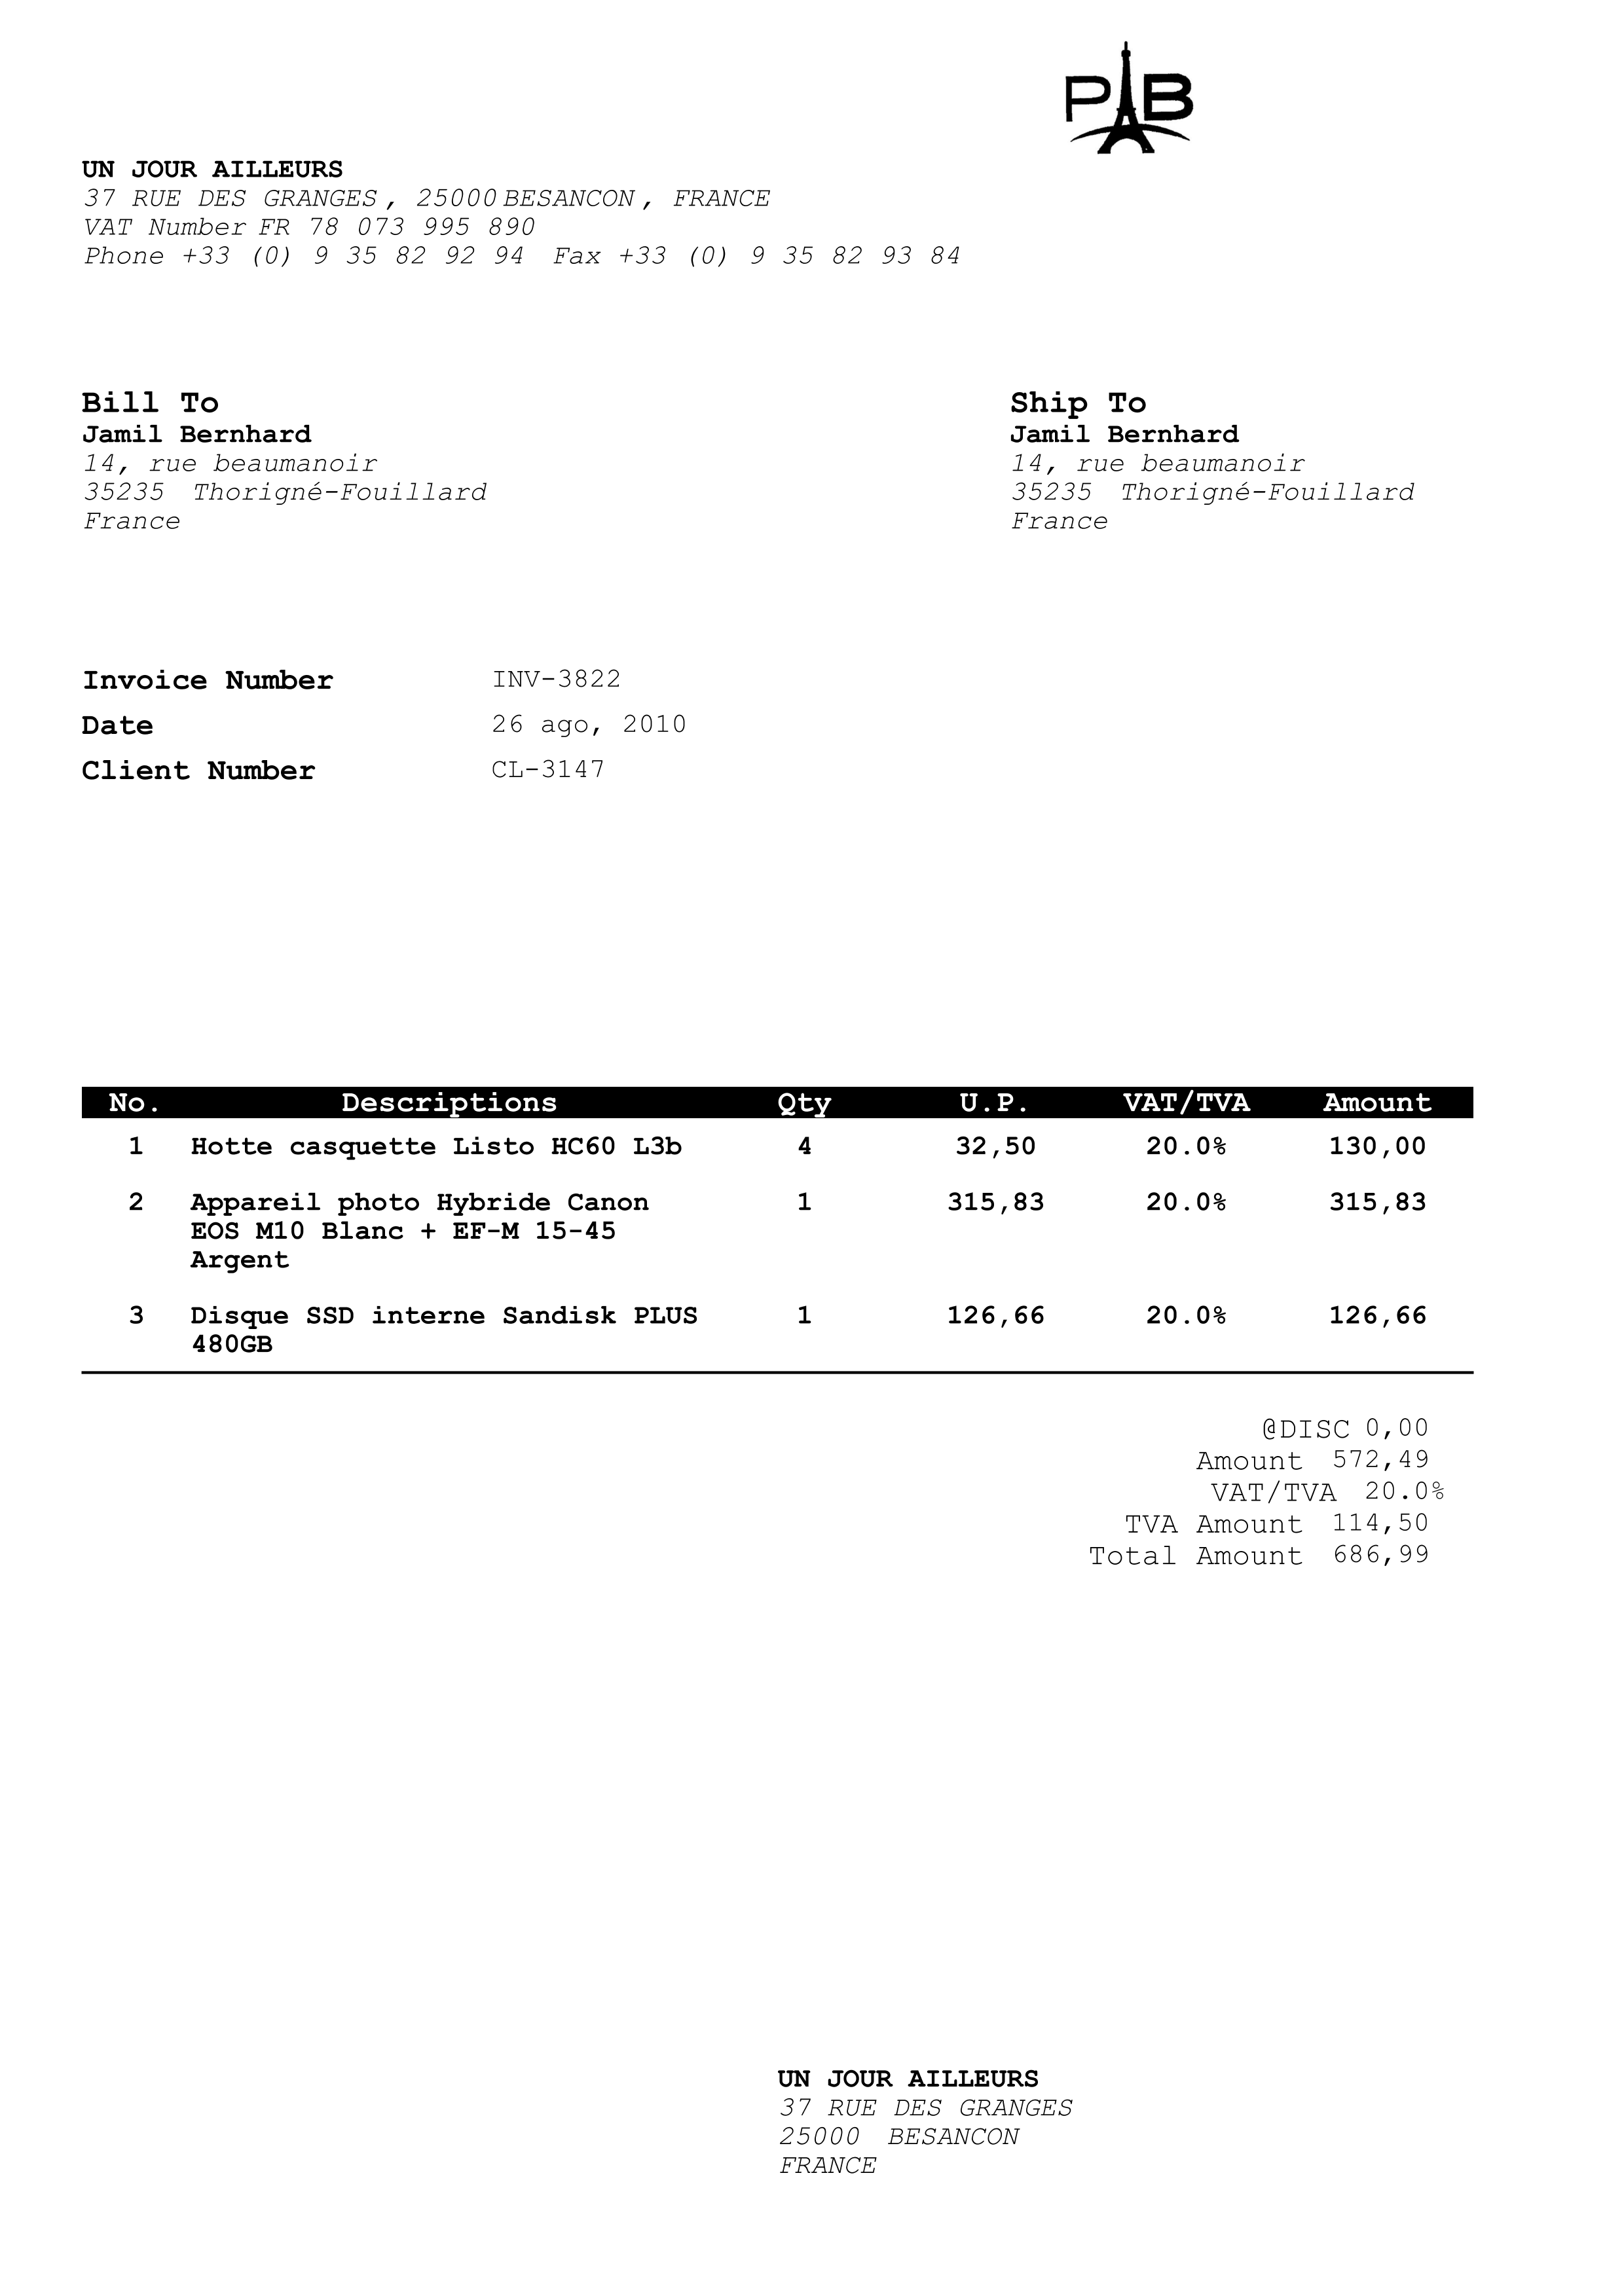 PB
UN JOUR AILLEURS
37 RUE DES GRANGES, 25000 BESANCON, FRANCE
VAT Number FR 78 073 995 890
Phone +33 (0) 9 35 82 92 94 Fax +33 (0) 9 35 82 93 84
Bill To
Jamil Bernhard
14, rue beaumanoir
35235 Thorigné-Fouillard
France
Ship To
Jamil Bernhard
14, rue beaumanoir
35235 Thorigné-Fouillard
France
Invoice Number INV-3822
Date 26 ago, 2010
Client Number CL-3147
No. Descriptions Qty U.P. VAT/TVA Amount
1 Hotte casquette Listo HC60 L3b 4 32,50 20.0% 130,00
2 Appareil photo Hybride Canon 1 315,83 20.0% 315,83
EOS M10 Blanc + EF-M 15-45
Argent
3 Disque SSD interne Sandisk PLUS 1 126,66 20.0% 126,66
480GB
@DISC 0,00
Amount 572,49
VAT/TVA 20.0%
TVA Amount 114,50
Total Amount 686,99
UN JOUR AILLEURS
37 RUE DES GRANGES
25000 BESANCON
FRANCE